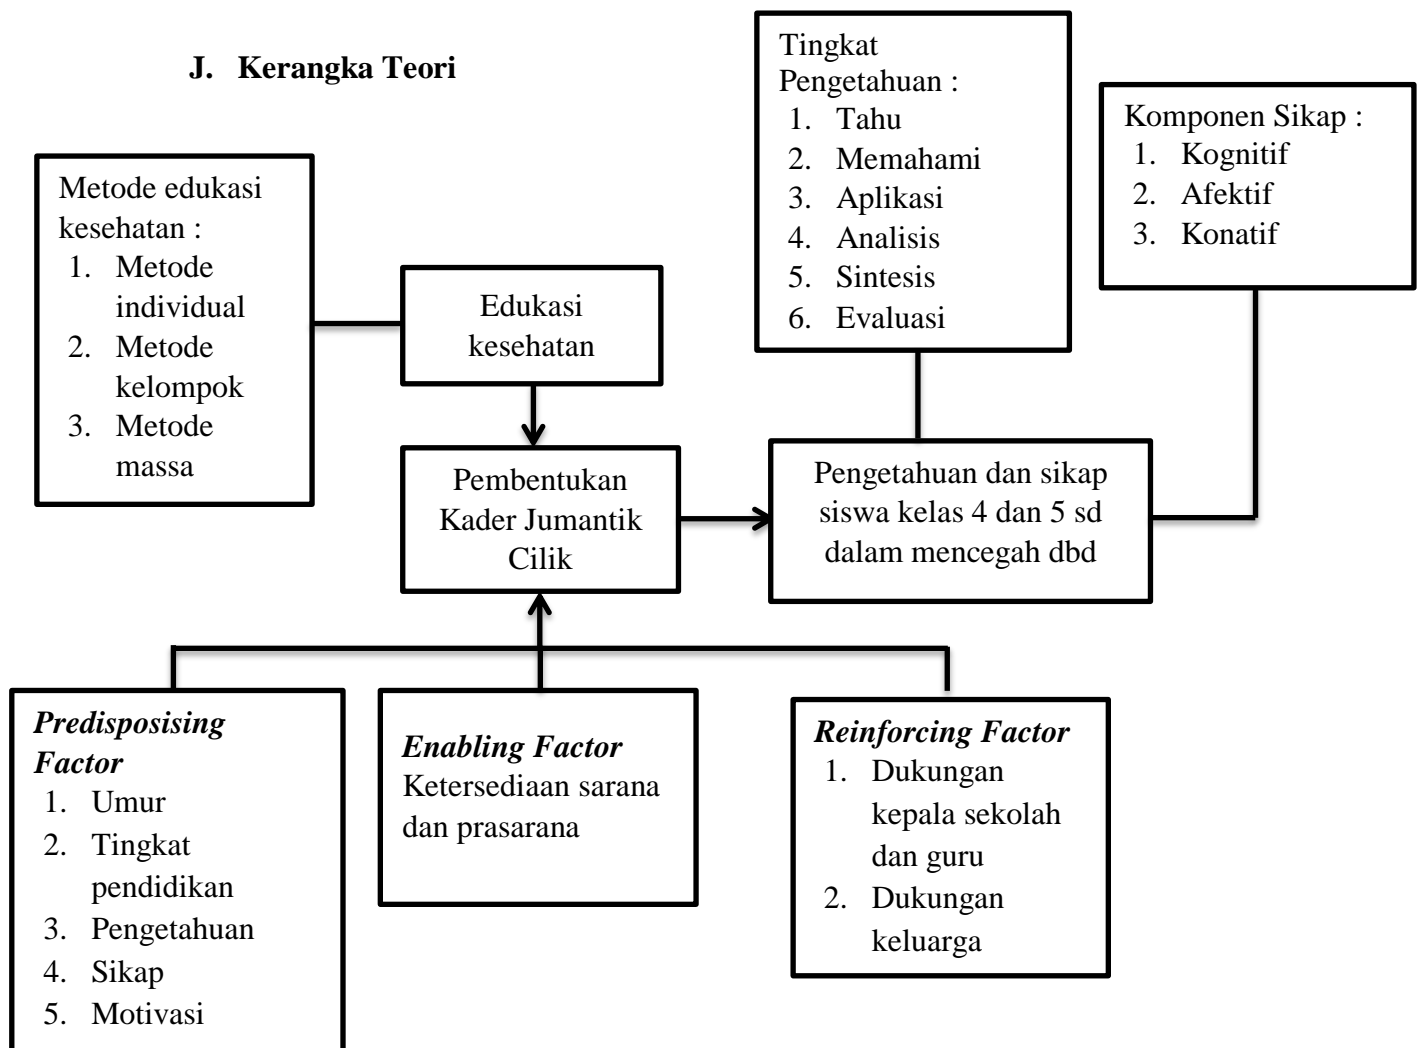 J. Kerangka Teori
Metode edukasi
kesehatan :
1. Metode
individual
2. Metode
kelompok
3. Metode
massa
Edukasi
kesehatan
Tingkat
Pengetahuan :
1. Tahu
2. Memahami
3. Aplikasi
4. Analisis
5. Sintesis
6. Evaluasi
Komponen Sikap :
1. Kognitif
2. Afektif
3. Konatif
Pembentukan
Kader Jumantik
Cilik
Pengetahuan dan sikap
siswa kelas 4 dan 5 sd
dalam mencegah dbd
Predisposising
Factor
1. Umur
2. Tingkat
pendidikan
3. Pengetahuan
4. Sikap
5. Motivasi
Enabling Factor
Ketersediaan sarana
dan prasarana
Reinforcing Factor
1. Dukungan
kepala sekolah
dan guru
2. Dukungan
keluarga